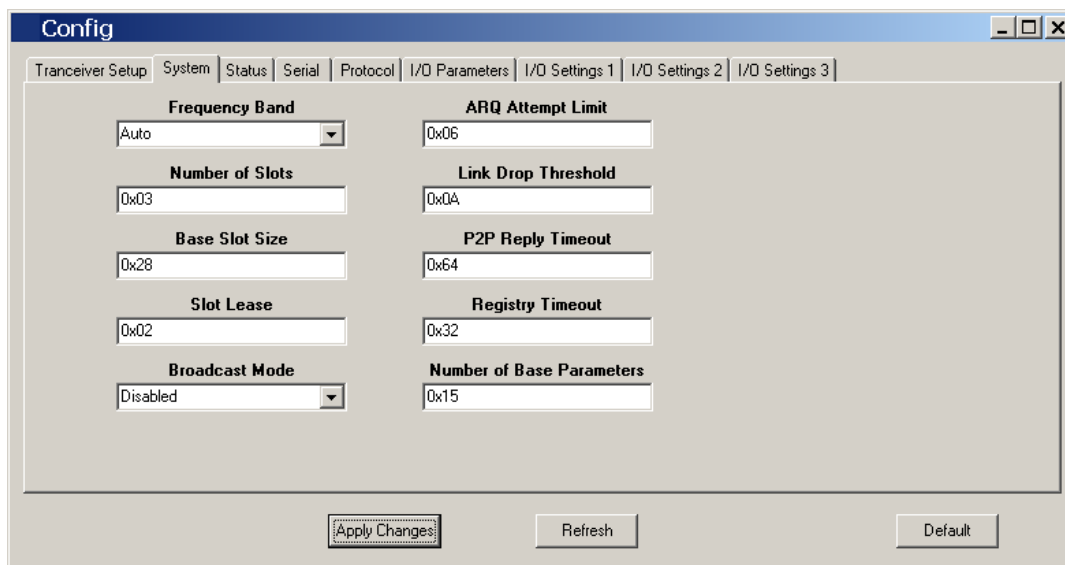 Config
Tranceiver Setup System Status Serial Protocol I/O Parameters I/O Settings 1 I/O Settings 2 I/O Settings 3
Frequency Band ARQ Attempt Limit
Auto 0x06
Number of Slots Link Drop Threshold
0x03 0x0A
Base Slot Size P2P Reply Timeout
0x28 0x64
Slot Lease Registry Timeout
0x02 0x32
Broadcast Mode Number of Base Parameters
Disabled 0x15
Apply Changes Refresh Default